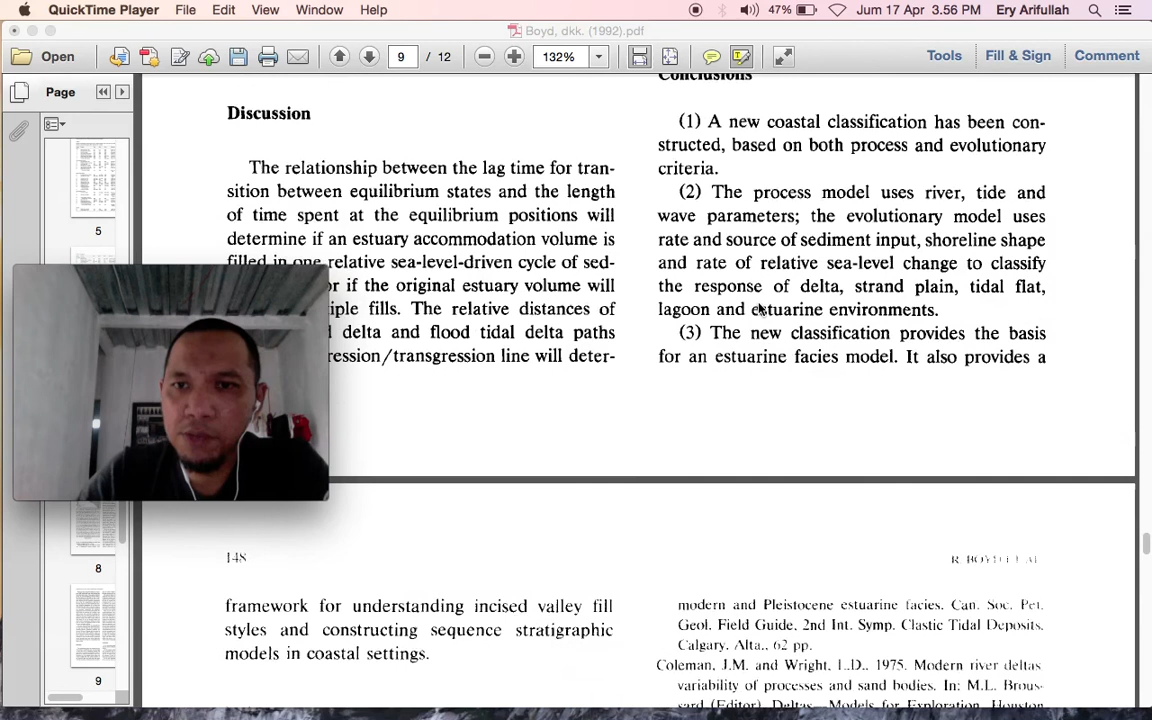 QuickTime Player File Edit View Window Help 47% Jum 17 Apr 3.56 PM Ery Arifullah
Boyd, dkk. (1992).pdf
Open 9 / 12 132% Tools Fill & Sign Comment
Page
5
8
9
Discussion
The relationship between the lag time for tran-
sition between equilibrium states and the length
of time spent at the equilibrium positions will
determine if an estuary accommodation volume is
filled in one relative sea-level-driven cycle of sed-
or if the original estuary volume will
fills. The relative distances of
delta and flood tidal delta paths
line will deter-
Conclusions
(1) A new coastal classification has been con-
structed, based on both process and evolutionary
criteria.
(2) The process model uses river, tide and
wave parameters; the evolutionary model uses
rate and source of sediment input, shoreline shape
and rate of relative sea-level change to classify
the response of delta, strand plain, tidal flat,
lagoon and estuarine environments.
(3) The new classification provides the basis
for an estuarine facies model. It also provides a
148
R. BOYD ET AL
framework for understanding incised valley fill
styles and constructing sequence stratigraphic
models in coastal settings.
modern and Pleistocene estuarine facies. Can. Soc. Pet.
Geol. Field Guide, 2nd Int. Symp. Clastic Tidal Deposits,
Calgary, Alta., 62 pp.
Coleman, J.M. and Wright, L.D., 1975. Modern river deltas
variability of processes and sand bodies. In: M.L. Brous-
sard (Editor), Deltas, Models for Exploration. Houston